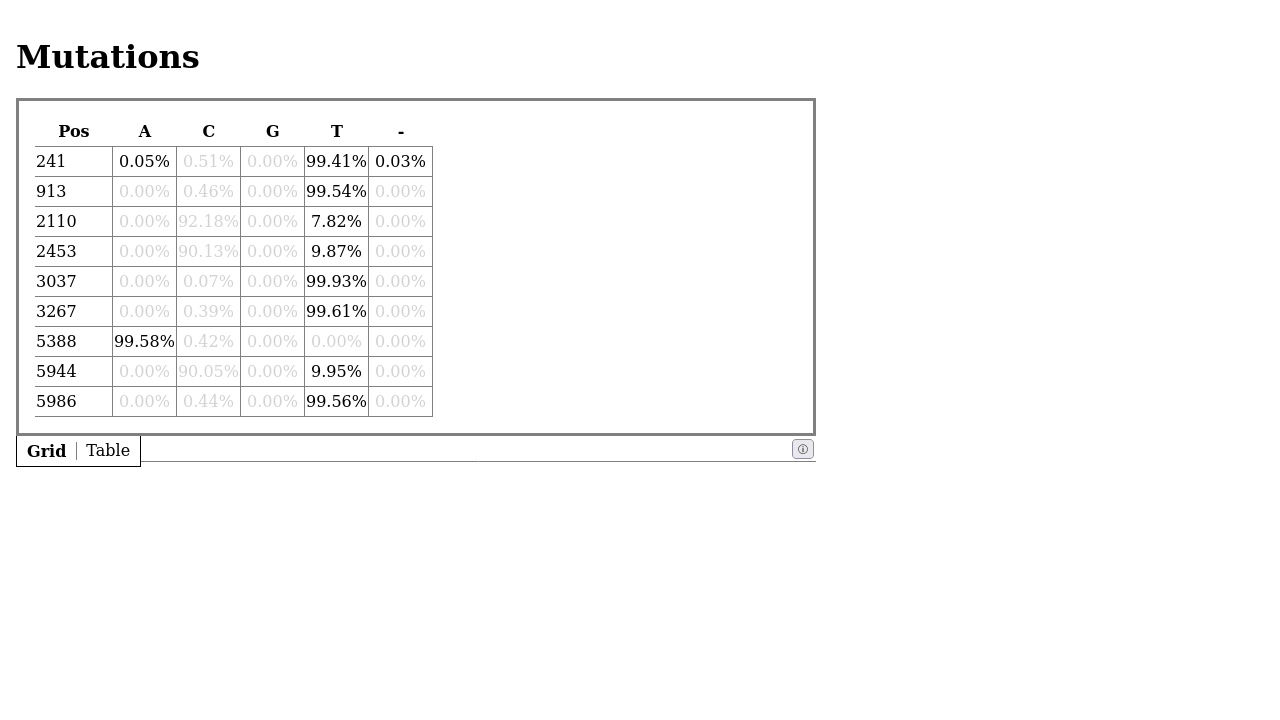 Mutations
Pos A C G T -
241 0.05% 0.51% 0.00% 99.41% 0.03%
913 0.00% 0.46% 0.00% 99.54% 0.00%
2110 0.00% 92.18% 0.00% 7.82% 0.00%
2453 0.00% 90.13% 0.00% 9.87% 0.00%
3037 0.00% 0.07% 0.00% 99.93% 0.00%
3267 0.00% 0.39% 0.00% 99.61% 0.00%
5388 99.58% 0.42% 0.00% 0.00% 0.00%
5944 0.00% 90.05% 0.00% 9.95% 0.00%
5986 0.00% 0.44% 0.00% 99.56% 0.00%
Grid Table